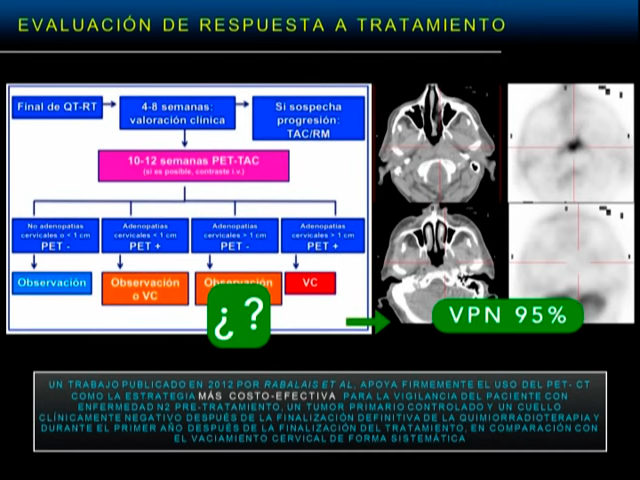 EVALUACIÓN DE RESPUESTA A TRATAMIENTO
Final de QT-RT
4-8 semanas:
valoración clínica
Si sospecha
progresión:
TAC/RM
10-12 semanas PET-TAC
(si es posible, contraste i.v.)
No adenopatías
cervicales o < 1 cm
PET -
Adenopatías
cervicales < 1 cm
PET +
Adenopatías
cervicales > 1 cm
PET -
Adenopatías
cervicales > 1 cm
PET +
Observación
Observación
o VC
Observación
VC
¿ ?
VPN 95%
UN TRABAJO PUBLICADO EN 2012 POR RABALAIS ET AL, APOYA FIRMEMENTE EL USO DEL PET- CT
COMO LA ESTRATEGIA MÁS COSTO-EFECTIVA PARA LA VIGILANCIA DEL PACIENTE CON
ENFERMEDAD N2 PRE-TRATAMIENTO, UN TUMOR PRIMARIO CONTROLADO Y UN CUELLO
CLÍNICAMENTE NEGATIVO DESPUÉS DE LA FINALIZACIÓN DEFINITIVA DE LA QUIMIORRADIOTERAPIA Y
DURANTE EL PRIMER AÑO DESPUÉS DE LA FINALIZACIÓN DEL TRATAMIENTO, EN COMPARACIÓN CON
EL VACIAMIENTO CERVICAL DE FORMA SISTEMÁTICA